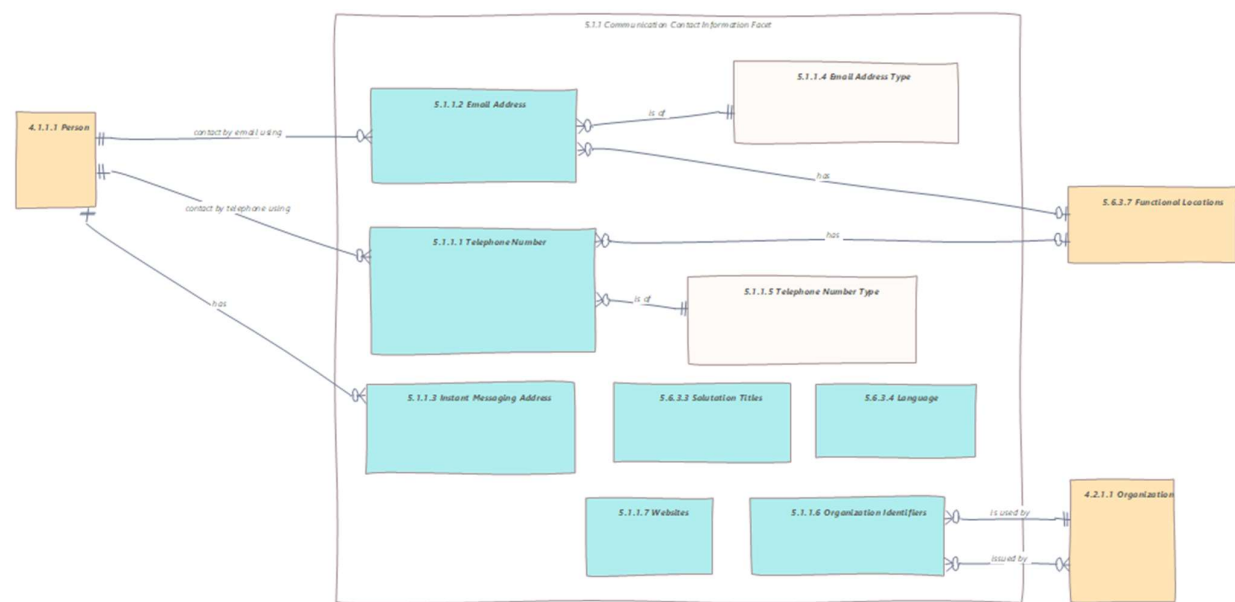 5.1.1 Communication Contact Information Facet
5.1.1.4 Email Address Type
5.1.1.2 Email Address
is of
4.1.1.1 Person
contact by email using
has
5.6.3.7 Functional Locations
contact by telephone using
5.1.1.1 Telephone Number
has
5.1.1.5 Telephone Number Type
is of
has
5.1.1.3 Instant Messaging Address
5.6.3.3 Salutation Titles
5.6.3.4 Language
4.2.1.1 Organization
5.1.1.7 Websites
5.1.1.6 Organization Identifiers
is used by
issued by